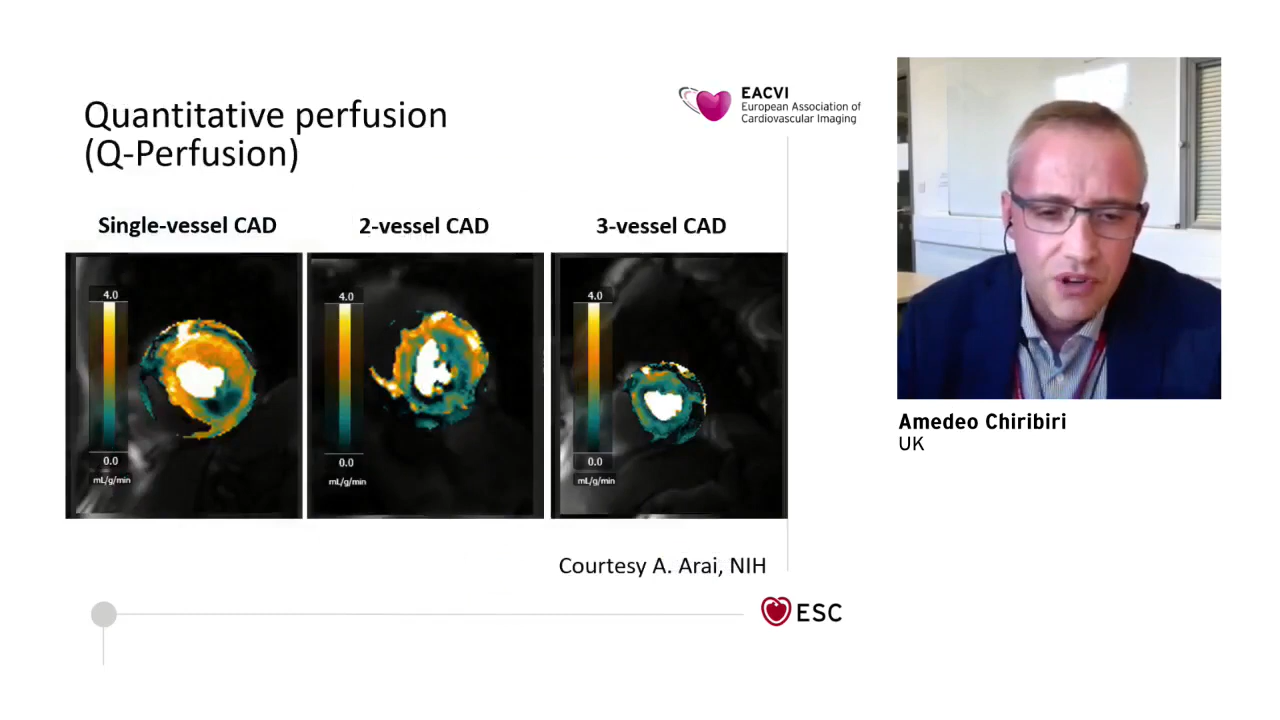 Quantitative perfusion
(Q-Perfusion)
EACVI
European Association of
Cardiovascular Imaging
Single-vessel CAD
2-vessel CAD
3-vessel CAD
4.0
0.0
mL/g/min
4.0
0.0
mL/g/min
4.0
0.0
mL/g/min
Courtesy A. Arai, NIH
ESC
Amedeo Chiribiri
UK